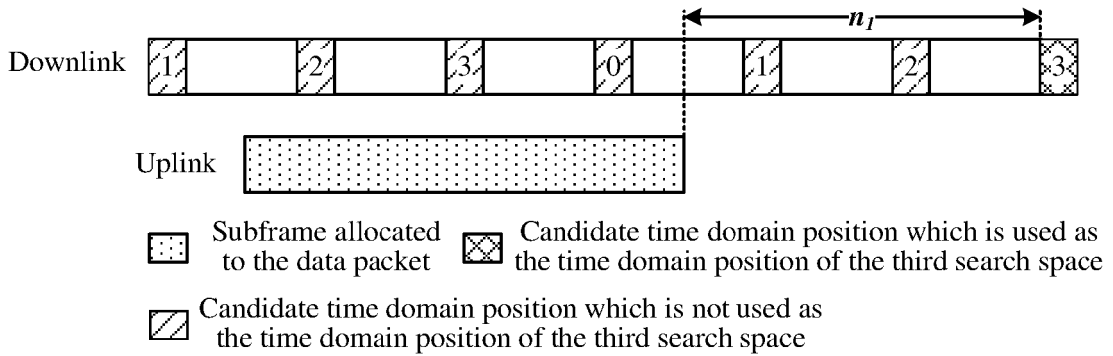 n₁
Downlink 1 2 3 0 1 2 3
Uplink
Subframe allocated
to the data packet
Candidate time domain position which is used as
the time domain position of the third search space
Candidate time domain position which is not used as
the time domain position of the third search space